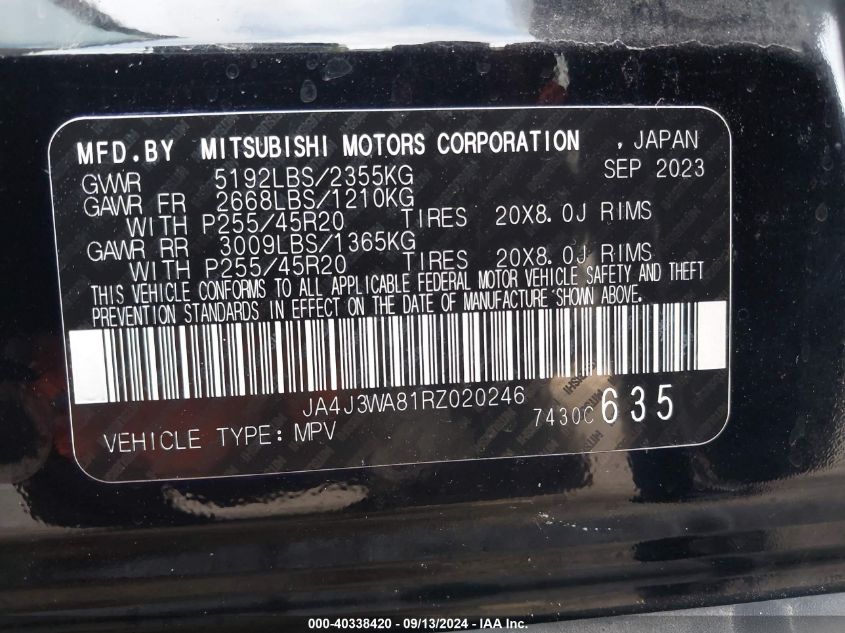 MFD.BY MITSUBISHI MOTORS CORPORATION , JAPAN
GVWR 5192LBS/2355KG SEP 2023
GAWR FR 2668LBS/1210KG
WITH P255/45R20 TIRES 20X8.0J RIMS
GAWR RR 3009LBS/1365KG
WITH P255/45R20 TIRES 20X8.0J RIMS
THIS VEHICLE CONFORMS TO ALL APPLICABLE FEDERAL MOTOR VEHICLE SAFETY AND THEFT
PREVENTION STANDARDS IN EFFECT ON THE DATE OF MANUFACTURE SHOWN ABOVE.
JA4J3WA81RZ020246
7430C 635
VEHICLE TYPE: MPV
000-40338420 - 09/13/2024 - IAA Inc.